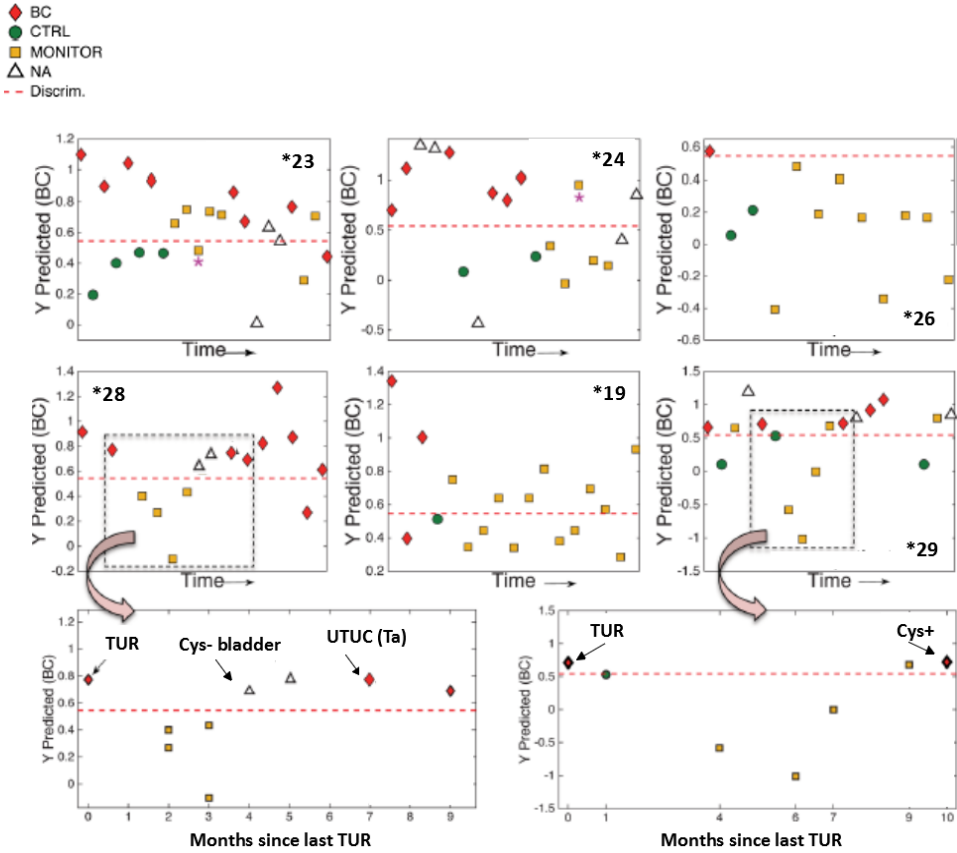 BC
CTRL
MONITOR
NA
Discrim.
Y Predicted (BC)
1.2
1
0.8
0.6
0.4
0.2
0
*23
Time
Y Predicted (BC)
1
0.5
0
-0.5
*24
Time
Y Predicted (BC)
0.6
0.4
0.2
0
-0.2
-0.4
-0.6
*26
Time
Y Predicted (BC)
1.4
1.2
1
0.8
0.6
0.4
0.2
0
-0.2
*28
Time
Y Predicted (BC)
1.4
1.2
1
0.8
0.6
0.4
0.2
*19
Time
Y Predicted (BC)
1.5
1
0.5
0
-0.5
-1
-1.5
*29
Time
Y Predicted (BC)
1.2
1
0.8
0.6
0.4
0.2
0
TUR
Cys- bladder
UTUC (Ta)
0 1 2 3 4 5 6 7 8 9
Months since last TUR
Y Predicted (BC)
1.5
1
0.5
0
-0.5
-1
-1.5
TUR
Cys+
0 1 4 6 7 9 10
Months since last TUR